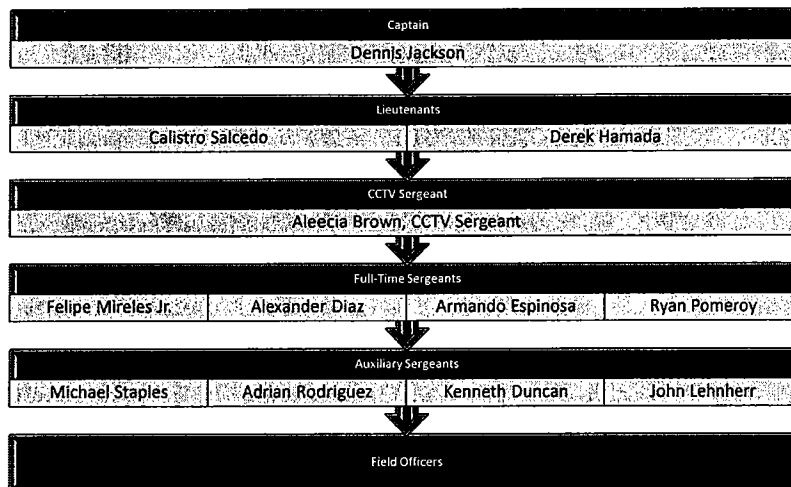 Captain
Dennis Jackson
Lieutenants
Calistro Salcedo Derek Hamada
CCTV Sergeant
Aleecia Brown, CCTV Sergeant
Full-Time Sergeants
Felipe Mireles Jr. Alexander Diaz Armando Espinosa Ryan Pomeroy
Auxiliary Sergeants
Michael Staples Adrian Rodriguez Kenneth Duncan John Lehnherr
Field Officers